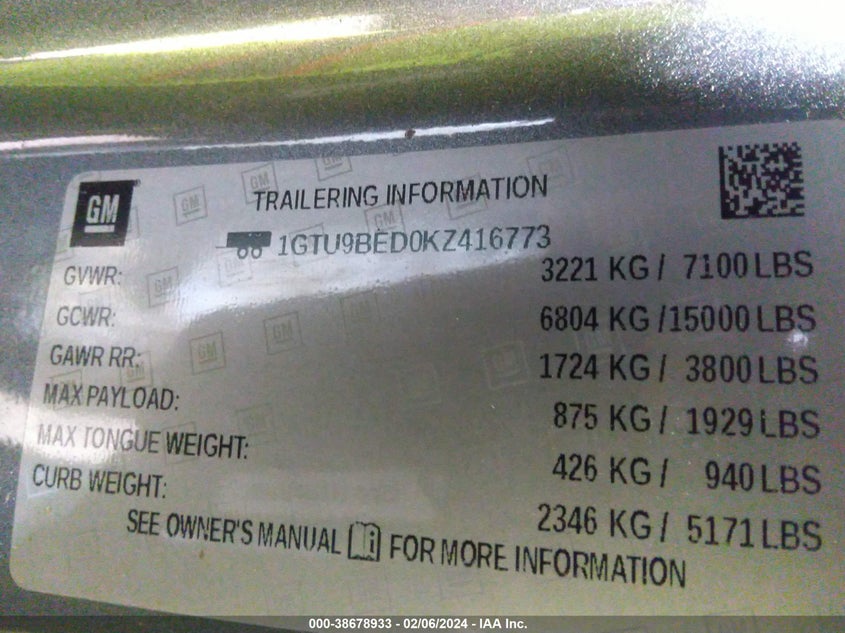 GM
TRAILERING INFORMATION
1GTU9BED0KZ416773
GVWR: 3221 KG / 7100 LBS
GCWR: 6804 KG / 15000 LBS
GAWR RR: 1724 KG / 3800 LBS
MAX PAYLOAD: 875 KG / 1929 LBS
MAX TONGUE WEIGHT: 426 KG / 940 LBS
CURB WEIGHT: 2346 KG / 5171 LBS
SEE OWNER'S MANUAL FOR MORE INFORMATION
000-38678933 - 02/06/2024 - IAA Inc.